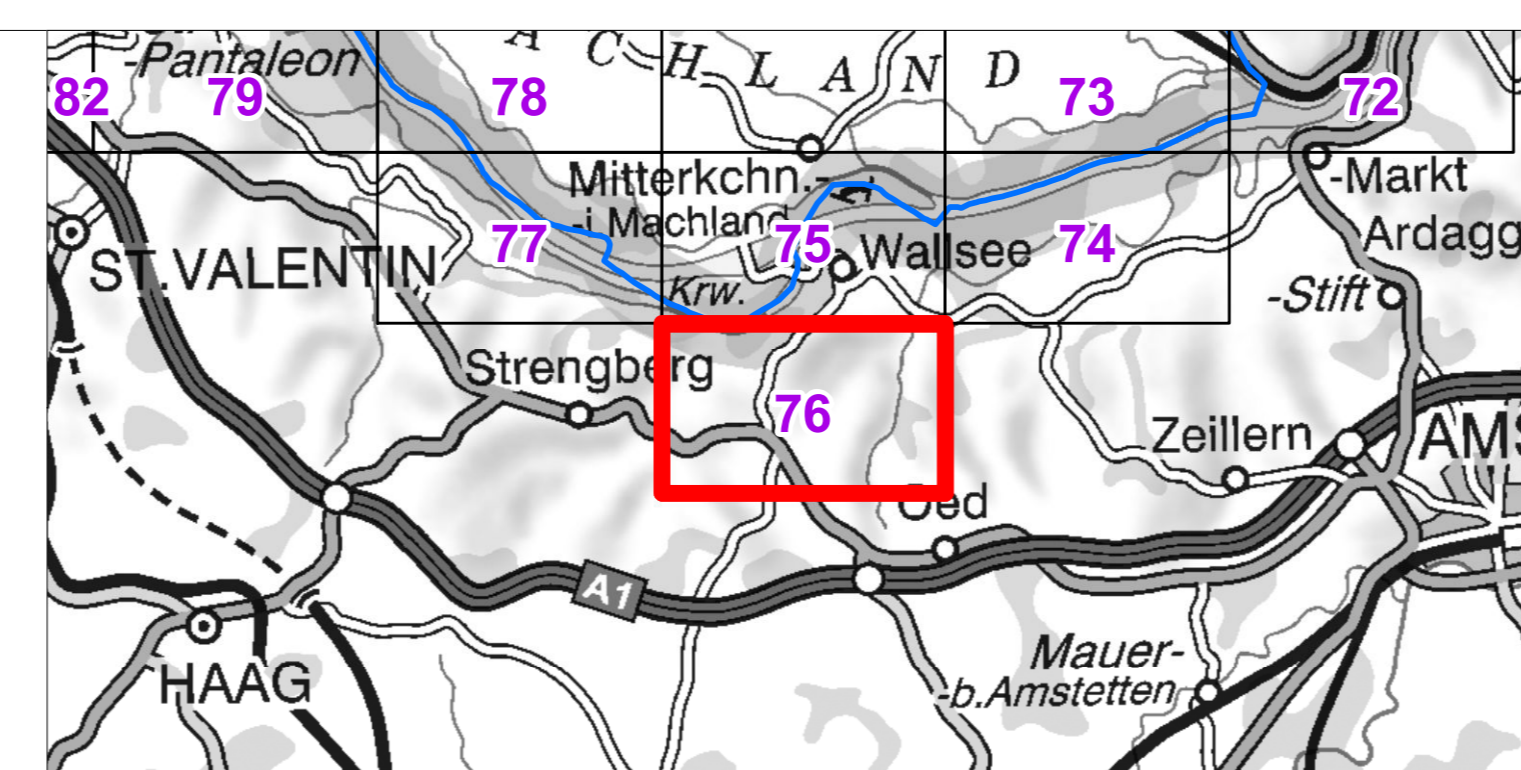 -Pantaleon
A C H L A N D
82
79
78
73
72
Mitterkchn.-
-i.Machland
-Markt
Ardagg
77
75
Wallsee
74
ST.VALENTIN
Krw.
-Stift
Strengberg
76
Zeillern
AMS
Oed
A1
Mauer-
-b.Amstetten
HAAG